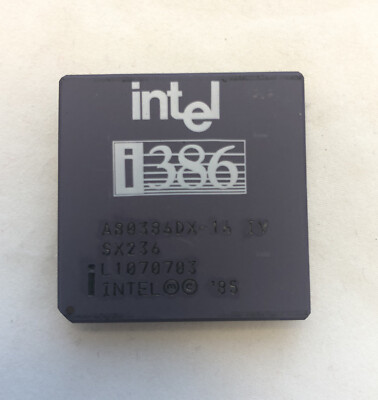 intel
i386
A80386DX-16 IV
SX236
L1070703
i
INTEL Ⓜ © '85